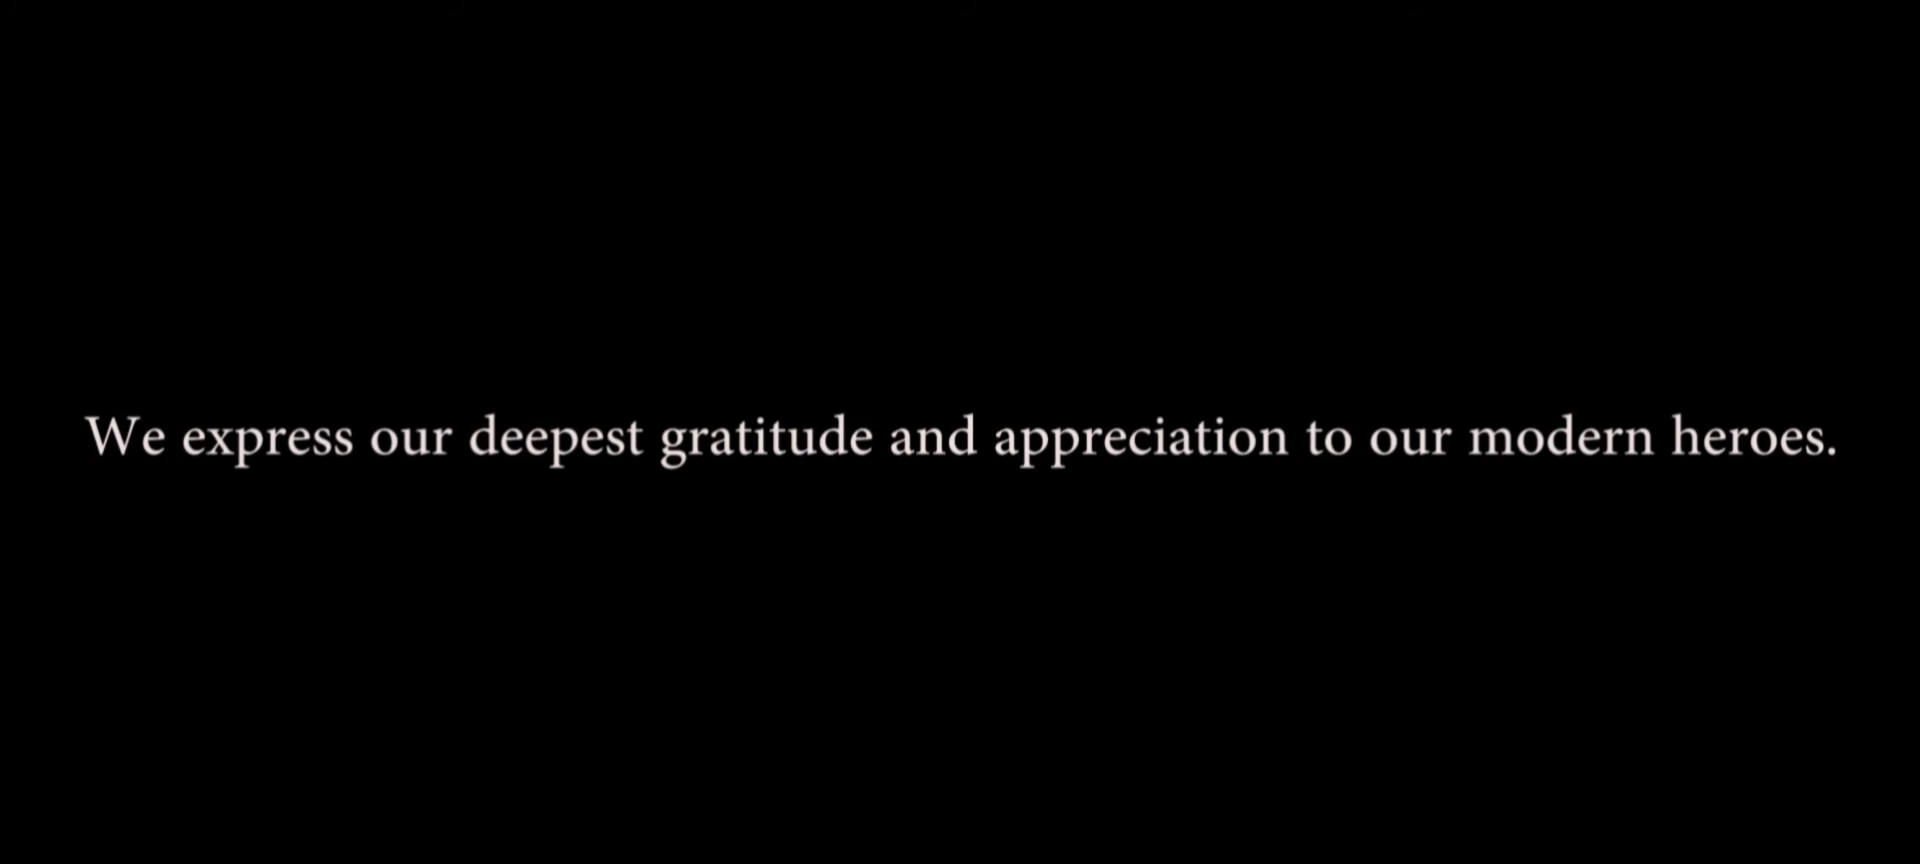 We express our deepest gratitude and appreciation to our modern heroes.